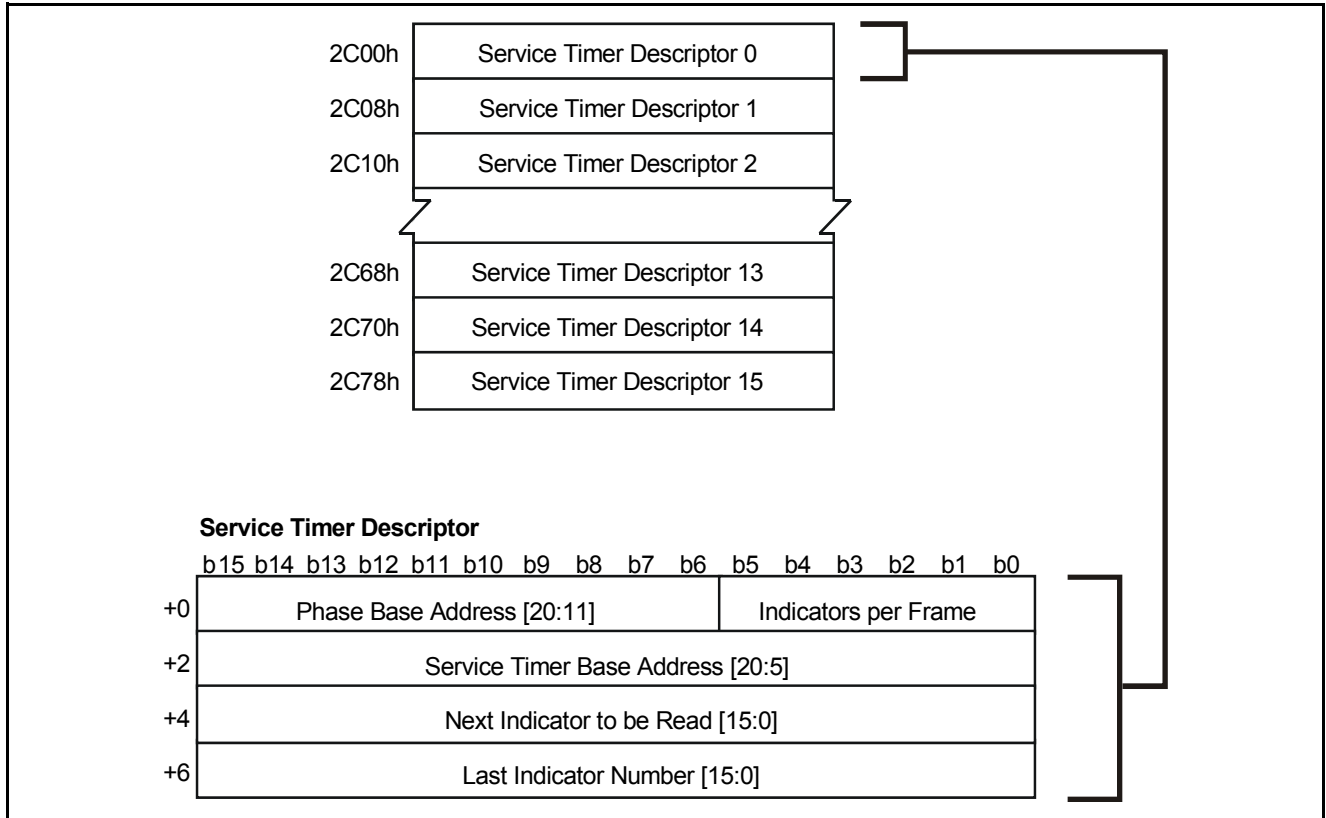 2C00h Service Timer Descriptor 0
2C08h Service Timer Descriptor 1
2C10h Service Timer Descriptor 2
2C68h Service Timer Descriptor 13
2C70h Service Timer Descriptor 14
2C78h Service Timer Descriptor 15
Service Timer Descriptor
b15 b14 b13 b12 b11 b10 b9 b8 b7 b6 b5 b4 b3 b2 b1 b0
+0 Phase Base Address [20:11] Indicators per Frame
+2 Service Timer Base Address [20:5]
+4 Next Indicator to be Read [15:0]
+6 Last Indicator Number [15:0]